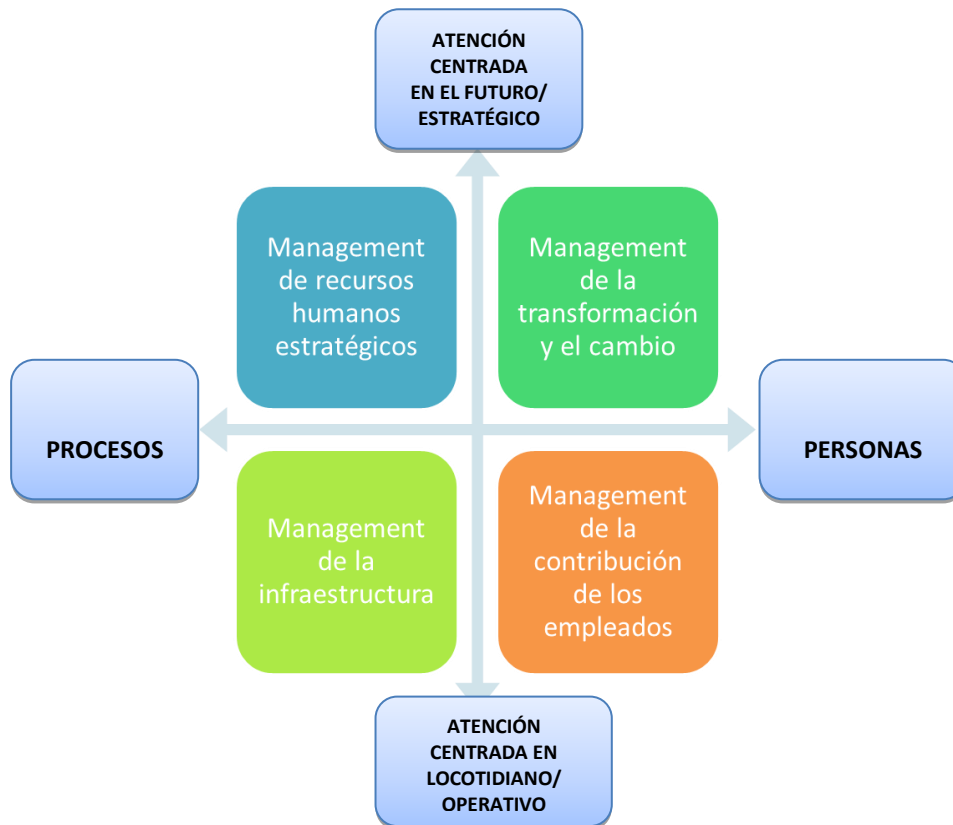 ATENCIÓN
CENTRADA
EN EL FUTURO/
ESTRATÉGICO
Management
de recursos
humanos
estratégicos
Management
de la
transformación
y el cambio
PROCESOS
PERSONAS
Management
de la
infraestructura
Management
de la
contribución
de los
empleados
ATENCIÓN
CENTRADA EN
LOCOTIDIANO/
OPERATIVO